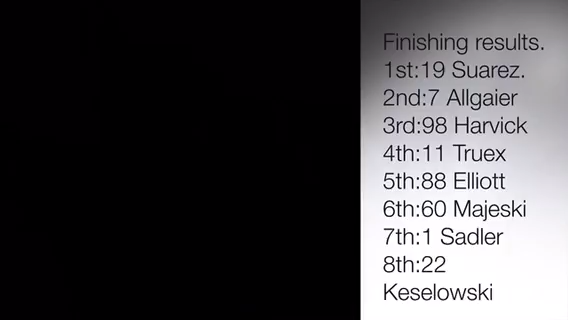 Finishing results.
1st:19 Suarez.
2nd:7 Allgaier
3rd:98 Harvick
4th:11 Truex
5th:88 Elliott
6th:60 Majeski
7th:1 Sadler
8th:22
Keselowski